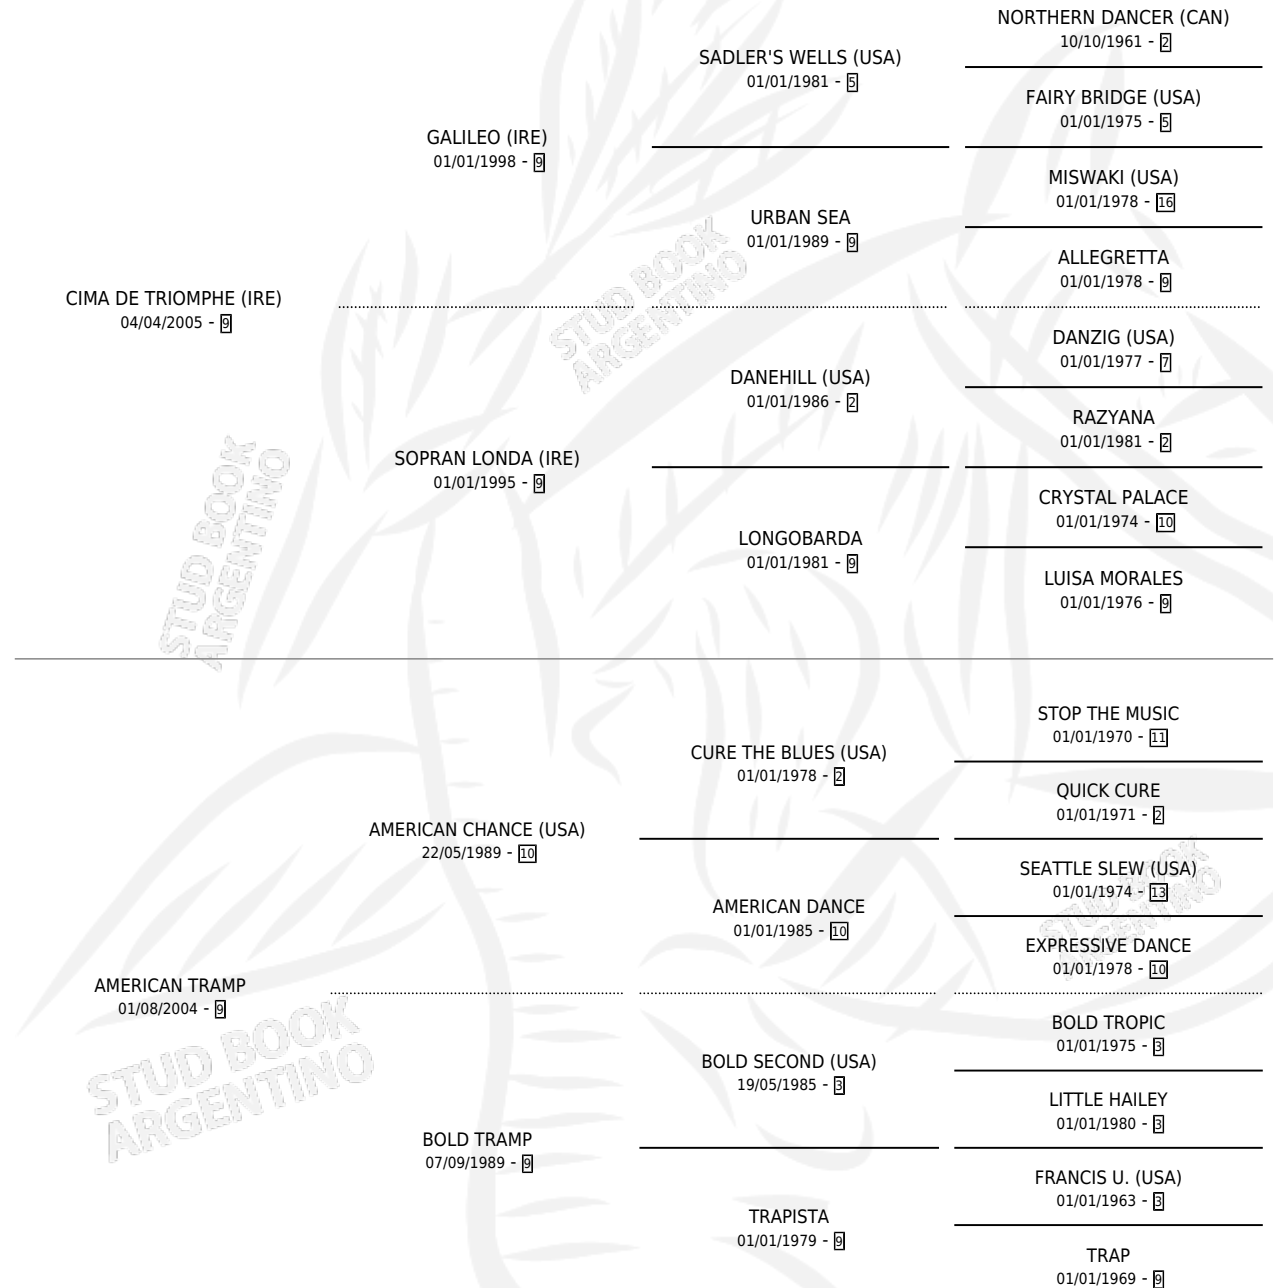 NORTHERN DANCER (CAN)
10/10/1961 - 2
SADLER'S WELLS (USA)
01/01/1981 - 5
FAIRY BRIDGE (USA)
01/01/1975 - 5
GALILEO (IRE)
01/01/1998 - 9
MISWAKI (USA)
01/01/1978 - 16
URBAN SEA
01/01/1989 - 9
ALLEGRETTA
01/01/1978 - 9
CIMA DE TRIOMPHE (IRE)
04/04/2005 - 9
STUD BOOK
ARGENTINO
DANZIG (USA)
01/01/1977 - 7
DANEHILL (USA)
01/01/1986 - 2
RAZYANA
01/01/1981 - 2
SOPRAN LONDA (IRE)
01/01/1995 - 9
CRYSTAL PALACE
01/01/1974 - 10
LONGOBARDA
01/01/1981 - 9
LUISA MORALES
01/01/1976 - 9
STUD BOOK
ARGENTINO
STOP THE MUSIC
01/01/1970 - 11
CURE THE BLUES (USA)
01/01/1978 - 2
QUICK CURE
01/01/1971 - 2
AMERICAN CHANCE (USA)
22/05/1989 - 10
SEATTLE SLEW (USA)
01/01/1974 - 13
AMERICAN DANCE
01/01/1985 - 10
STUD BOOK
ARGENTINO
EXPRESSIVE DANCE
01/01/1978 - 10
AMERICAN TRAMP
01/08/2004 - 9
STUD BOOK
ARGENTINO
BOLD TROPIC
01/01/1975 - 3
BOLD SECOND (USA)
19/05/1985 - 3
LITTLE HAILEY
01/01/1980 - 3
BOLD TRAMP
07/09/1989 - 9
FRANCIS U. (USA)
01/01/1963 - 3
TRAPISTA
01/01/1979 - 9
TRAP
01/01/1969 - 9